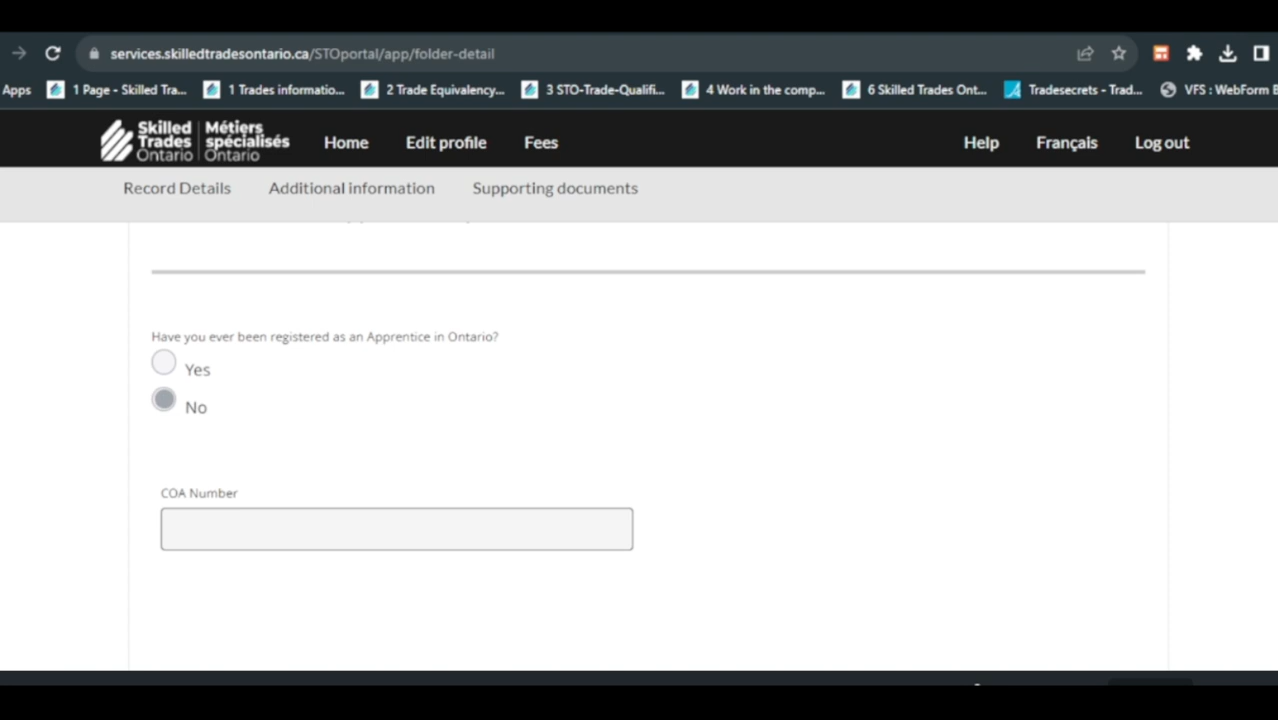 services.skilledtradesontario.ca/STOportal/app/folder-detail
Apps 1 Page - Skilled Tra... 1 Trades informatio... 2 Trade Equivalency... 3 STO-Trade-Qualifi... 4 Work in the comp... 6 Skilled Trades Ont... Tradesecrets - Trad... VFS : WebForm
Skilled Trades Ontario Métiers spécialisés Ontario Home Edit profile Fees Help Français Log out
Record Details Additional information Supporting documents
Have you ever been registered as an Apprentice in Ontario?
Yes
No
COA Number